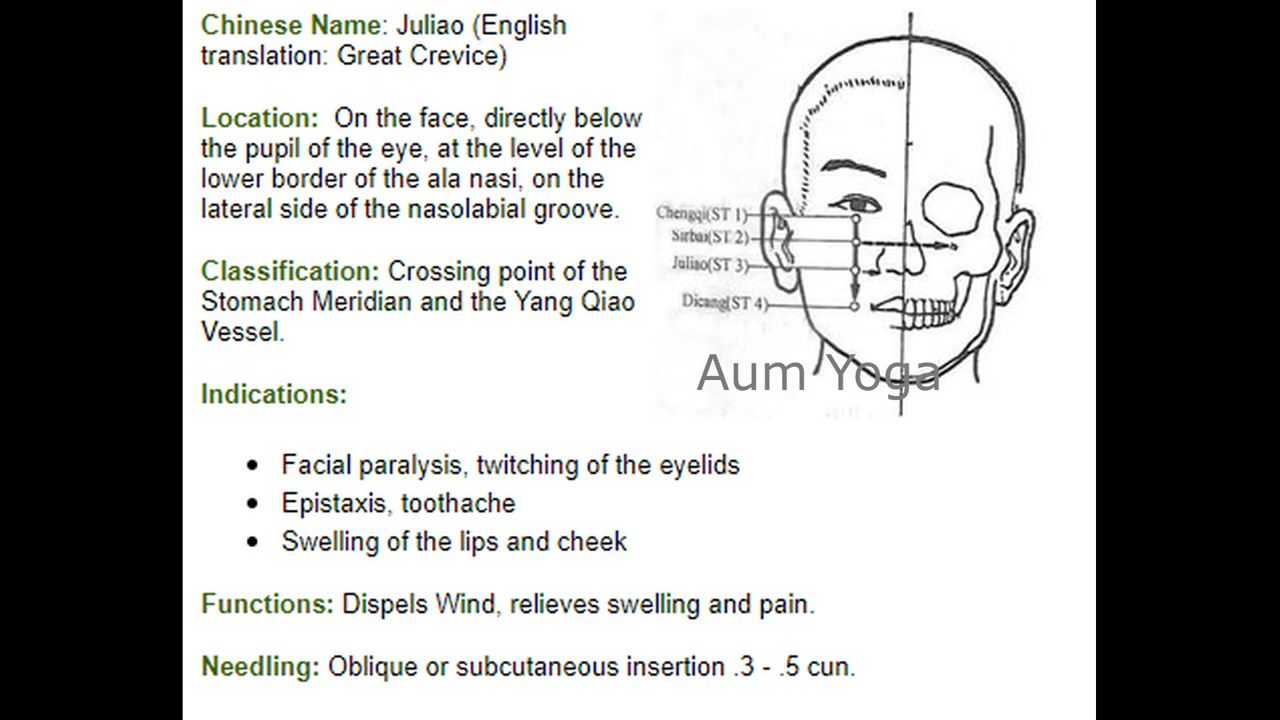 Chinese Name: Juliao (English
translation: Great Crevice)
Location: On the face, directly below
the pupil of the eye, at the level of the
lower border of the ala nasi, on the
lateral side of the nasolabial groove.
Classification: Crossing point of the
Stomach Meridian and the Yang Qiao
Vessel.
Indications:
Chengqi(ST 1)
Sirbai(ST 2)
Juliao(ST 3)
Dicang(ST 4)
Aum Yoga
• Facial paralysis, twitching of the eyelids
• Epistaxis, toothache
• Swelling of the lips and cheek
Functions: Dispels Wind, relieves swelling and pain.
Needling: Oblique or subcutaneous insertion .3 - .5 cun.